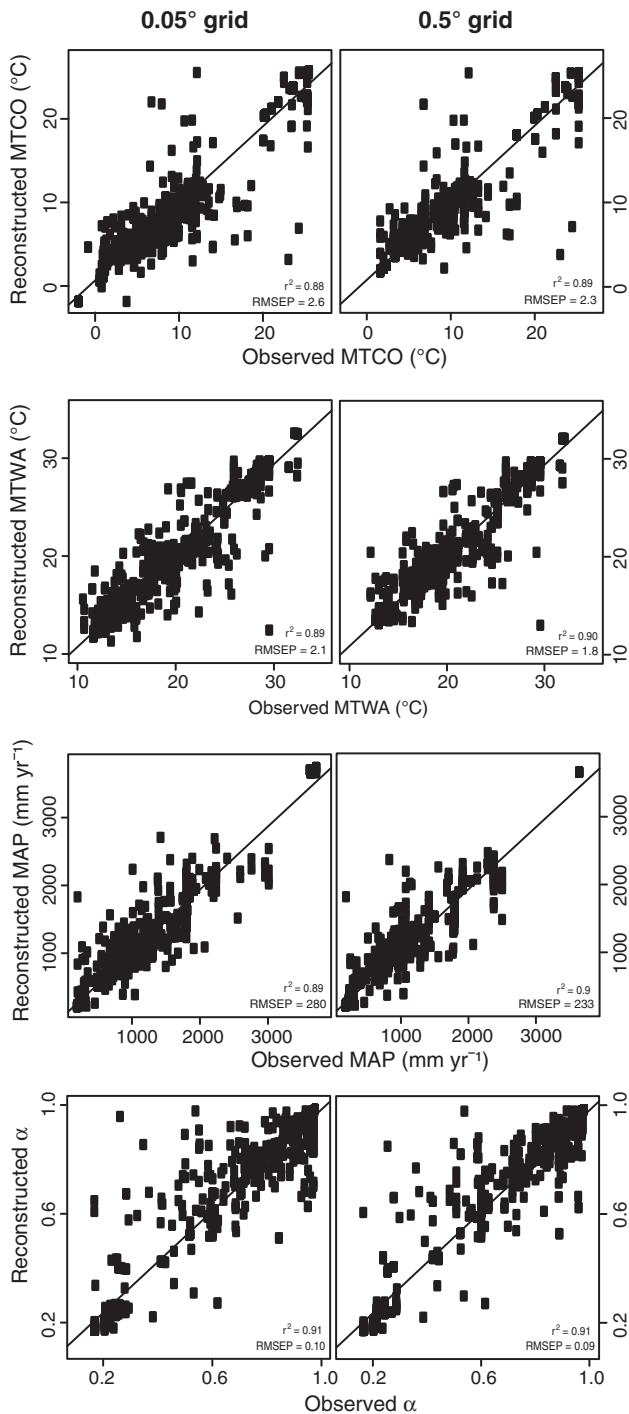 0.05° grid
0.5° grid
Reconstructed MTCO (°C)
0 10 20
r² = 0.88
RMSEP = 2.6
r² = 0.89
RMSEP = 2.3
0 10 20
0 10 20
0 10 20
Observed MTCO (°C)
Reconstructed MTWA (°C)
10 20 30
r² = 0.89
RMSEP = 2.1
r² = 0.90
RMSEP = 1.8
10 20 30
10 20 30
10 20 30
Observed MTWA (°C)
Reconstructed MAP (mm yr⁻¹)
1000 2000 3000
r² = 0.89
RMSEP = 280
r² = 0.9
RMSEP = 233
1000 2000 3000
1000 2000 3000
1000 2000 3000
Observed MAP (mm yr⁻¹)
Reconstructed α
0.2 0.6 1.0
r² = 0.91
RMSEP = 0.10
r² = 0.91
RMSEP = 0.09
0.2 0.6 1.0
0.2 0.6 1.0
0.2 0.6 1.0
Observed α